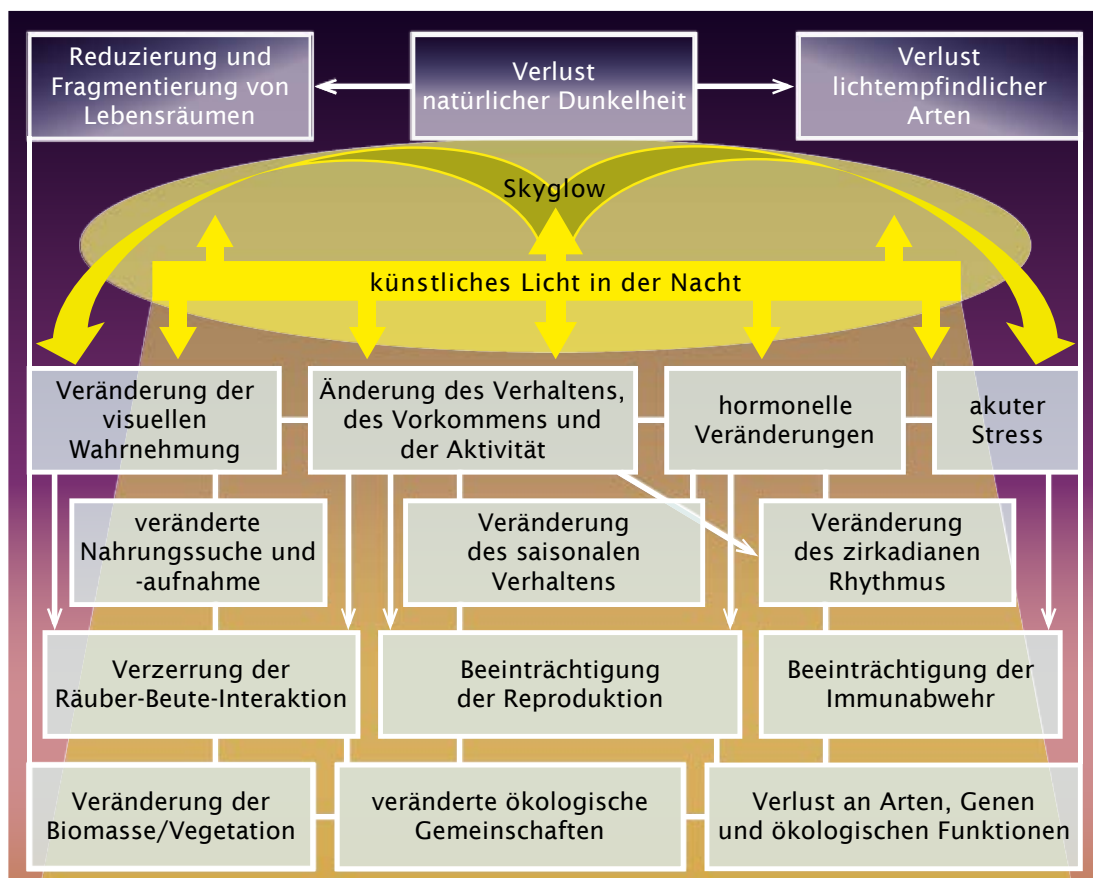 Reduzierung und
Fragmentierung von
Lebensräumen
Verlust
natürlicher Dunkelheit
Verlust
lichtempfindlicher
Arten
Skyglow
künstliches Licht in der Nacht
Veränderung der
visuellen
Wahrnehmung
Änderung des Verhaltens,
des Vorkommens und
der Aktivität
hormonelle
Veränderungen
akuter
Stress
veränderte
Nahrungssuche und
-aufnahme
Veränderung
des saisonalen
Verhaltens
Veränderung
des zirkadianen
Rhythmus
Verzerrung der
Räuber-Beute-Interaktion
Beeinträchtigung
der Reproduktion
Beeinträchtigung der
Immunabwehr
Veränderung der
Biomasse/Vegetation
veränderte ökologische
Gemeinschaften
Verlust an Arten, Genen
und ökologischen Funktionen